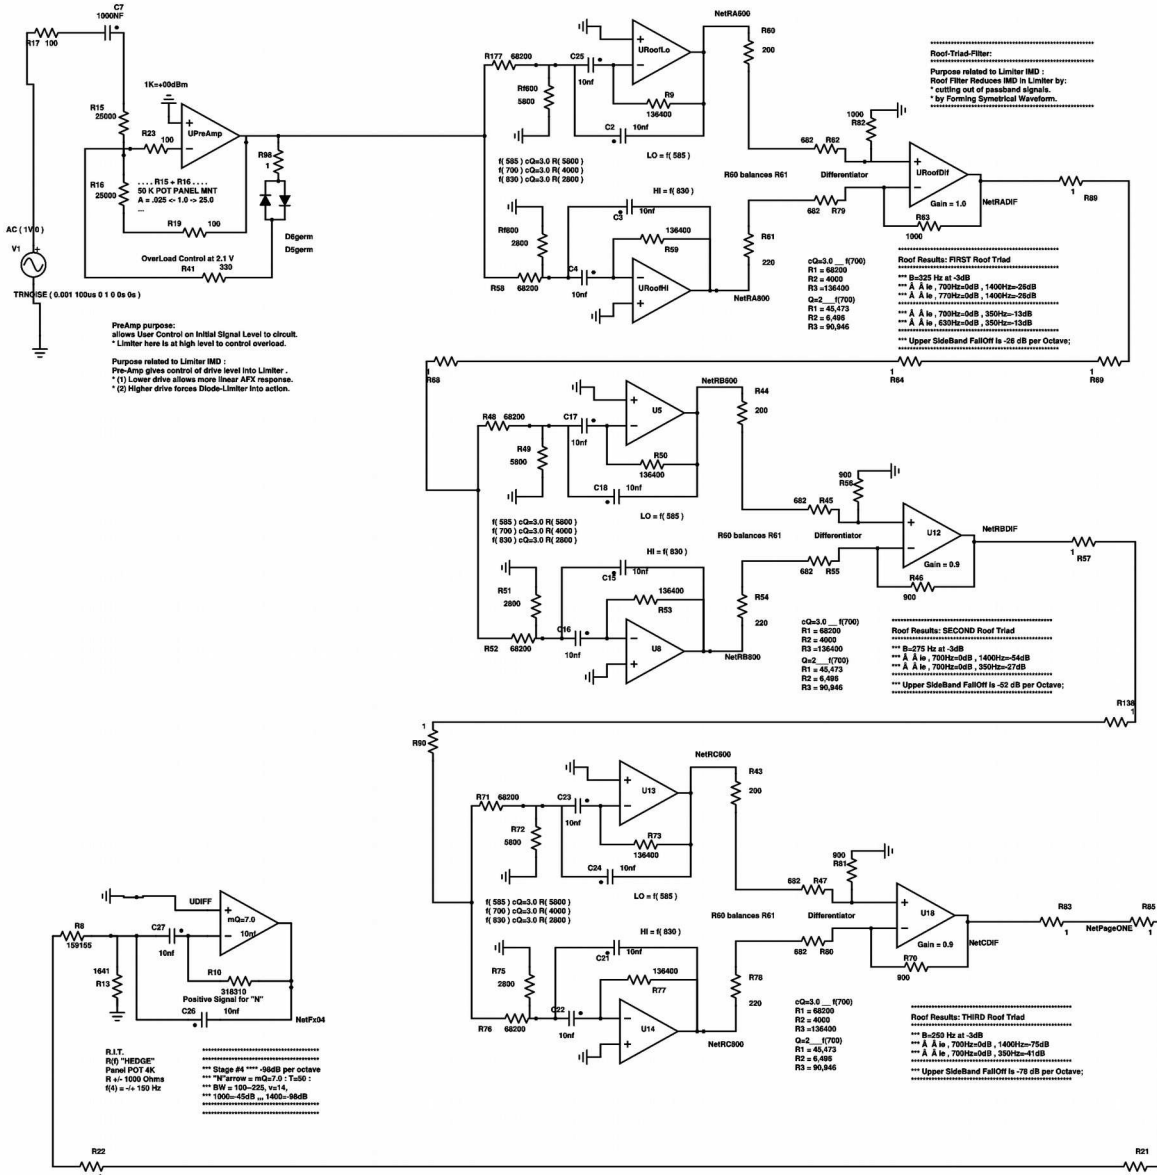 C7
1000NF
R17 100
R15
25000
R23
100
1K=+00dBm
UPreAmp
R98
1
R16
25000
. . . . R15 + R16 . . . .
50 K POT PANEL MNT
A = .025 <- 1.0 -> 25.0
...
R19 100
D6germ
D5germ
OverLoad Control at 2.1 V
R41 330
AC ( 1V 0 )
V1
TRNOISE ( 0.001 100us 0 1 0 0s 0s )
PreAmp purpose:
allows User Control on Initial Signal Level to circuit.
* Limiter here is at high level to control overload.
Purpose related to Limiter IMD :
Pre-Amp gives control of drive level into Limiter .
* (1) Lower drive allows more linear AFX response.
* (2) Higher drive forces Diode-Limiter into action.
R177 68200
Rf600
5800
C25
10nf
URoofLo
R9
136400
C2 10nf
NetRA600
R60
200
f( 585 ) cQ=3.0 R( 5800 )
f( 700 ) cQ=3.0 R( 4000 )
f( 830 ) cQ=3.0 R( 2800 )
LO = f( 585 )
HI = f( 830 )
R60 balances R61
682 R62
1000
R82
Differentiator
URoofDif
Gain = 1.0
NetRADIF
R63
1000
682 R79
R89
1
Rf800
2800
C3 10nf
136400
R59
R58 68200
C4
10nf
URoofHI
NetRA800
R61
220
cQ=3.0 __ f(700)
R1 = 68200
R2 = 4000
R3 =136400
Q=2___f(700)
R1 = 45,473
R2 = 6,495
R3 = 90,946
Roof-Triad-Filter:
Purpose related to Limiter IMD :
Roof Filter Reduces IMD in Limiter by:
* cutting out of passband signals.
* by Forming Symetrical Waveform.
Roof Results: FIRST Roof Triad
*** B=325 Hz at -3dB
*** Â Â ie , 700Hz=0dB , 1400Hz=-26dB
*** Â Â ie , 770Hz=0dB , 1400Hz=-26dB
*** Â Â ie , 700Hz=0dB , 350Hz=-13dB
*** Â Â ie , 630Hz=0dB , 350Hz=-13dB
*** Upper SideBand FallOff is -26 dB per Octave;
R68
1
R64
1
R69
R48 68200
R49
5800
C17
10nf
U5
R50
136400
C18 10nf
NetRB600
R44
200
f( 585 ) cQ=3.0 R( 5800 )
f( 700 ) cQ=3.0 R( 4000 )
f( 830 ) cQ=3.0 R( 2800 )
LO = f( 585 )
HI = f( 830 )
R60 balances R61
682 R45
900
R56
Differentiator
U12
Gain = 0.9
NetRBDIF
R46
900
682 R55
R57
1
R51
2800
C15 10nf
136400
R53
R52 68200
C16
10nf
U8
NetRB800
R54
220
cQ=3.0 __ f(700)
R1 = 68200
R2 = 4000
R3 =136400
Q=2___f(700)
R1 = 45,473
R2 = 6,495
R3 = 90,946
Roof Results: SECOND Roof Triad
*** B=275 Hz at -3dB
*** Â Â ie , 700Hz=0dB , 1400Hz=-54dB
*** Â Â ie , 700Hz=0dB , 350Hz=-27dB
*** Upper SideBand FallOff is -52 dB per Octave;
R138
1
1
R90
R71 68200
R72
5800
C23
10nf
U13
R73
136400
C24 10nf
NetRC600
R43
200
f( 585 ) cQ=3.0 R( 5800 )
f( 700 ) cQ=3.0 R( 4000 )
f( 830 ) cQ=3.0 R( 2800 )
LO = f( 585 )
HI = f( 830 )
R60 balances R61
682 R47
900
R81
Differentiator
U18
Gain = 0.9
NetCDIF
R70
900
682 R80
R83
1
NetPageONE
R85
1
R75
2800
C21 10nf
136400
R77
R76 68200
C22
10nf
U14
NetRC800
R78
220
cQ=3.0 __ f(700)
R1 = 68200
R2 = 4000
R3 =136400
Q=2___f(700)
R1 = 45,473
R2 = 6,495
R3 = 90,946
Roof Results: THIRD Roof Triad
*** B=250 Hz at -3dB
*** Â Â ie , 700Hz=0dB , 1400Hz=-75dB
*** Â Â ie , 700Hz=0dB , 350Hz=-41dB
*** Upper SideBand FallOff is -78 dB per Octave;
R8
159155
1641
R13
UDIFF
mQ=7.0
10nf
C27
10nf
R10
318310
Positive Signal for "N"
C26 10nf
NetFx04
R.I.T.
R(f) "HEDGE"
Panel POT 4K
R +/- 1000 Ohms
f(4) = -/+ 150 Hz
*** Stage #4 **** -98dB per octave
*** "N"arrow = mQ=7.0 : T=50 :
*** BW = 100--225, v=14,
*** 1000=-45dB ,,, 1400=-98dB
R22
R21